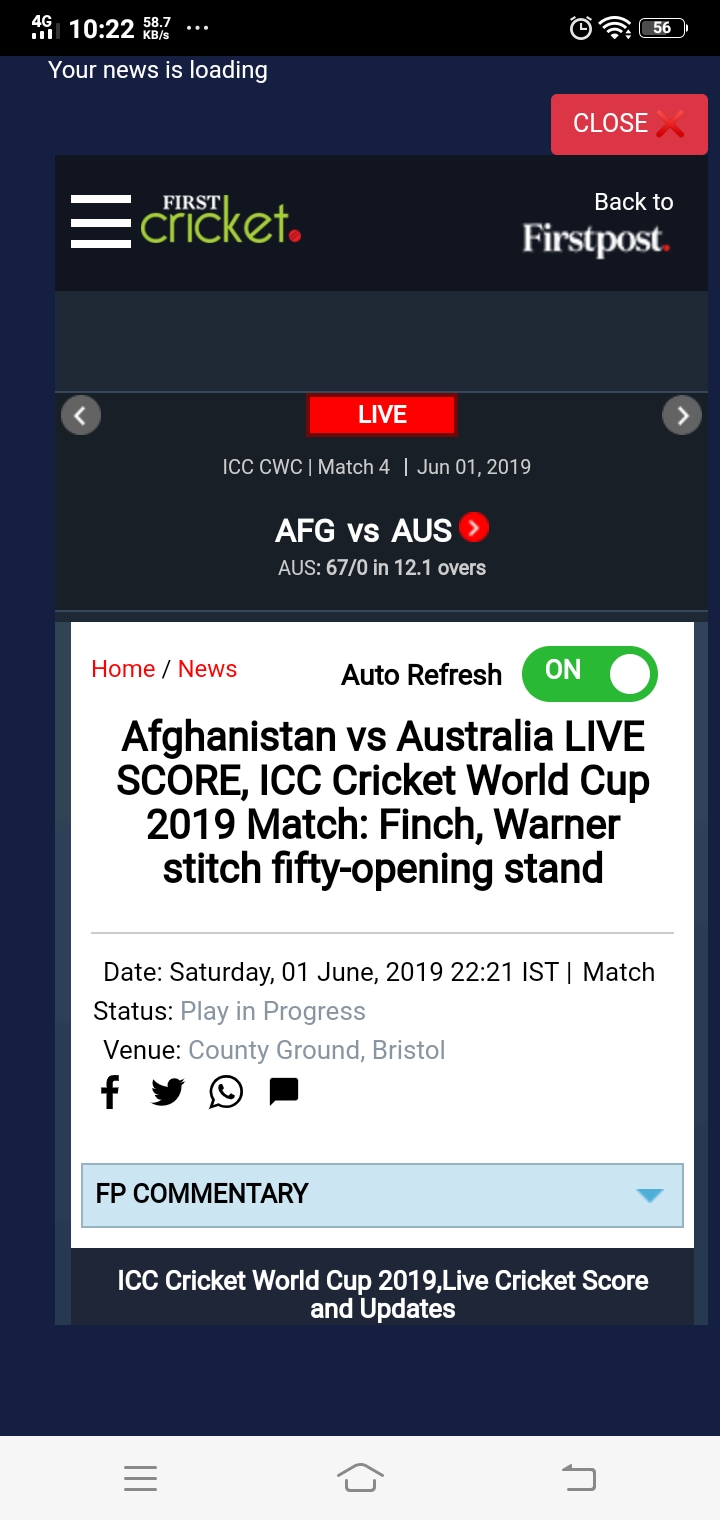 4G 10:22 58.7 KB/s ... 56
Your news is loading
CLOSE ❌
FIRST
cricket.
Back to
Firstpost.
LIVE
ICC CWC | Match 4 | Jun 01, 2019
AFG vs AUS
AUS: 67/0 in 12.1 overs
Home / News
Auto Refresh ON
Afghanistan vs Australia LIVE
SCORE, ICC Cricket World Cup
2019 Match: Finch, Warner
stitch fifty-opening stand
Date: Saturday, 01 June, 2019 22:21 IST | Match
Status: Play in Progress
Venue: County Ground, Bristol
FP COMMENTARY
ICC Cricket World Cup 2019,Live Cricket Score
and Updates